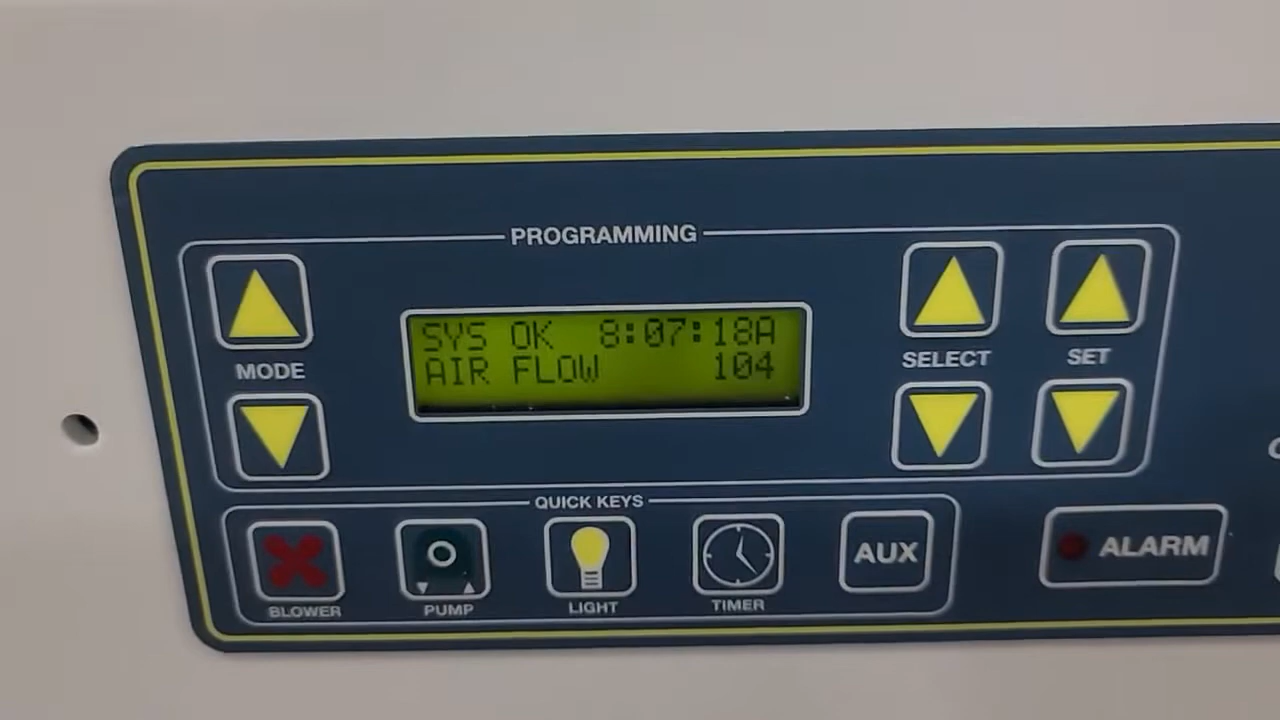 PROGRAMMING
MODE
SYS OK 8:07:18A
AIR FLOW 104
SELECT
SET
QUICK KEYS
BLOWER
PUMP
LIGHT
TIMER
AUX
ALARM